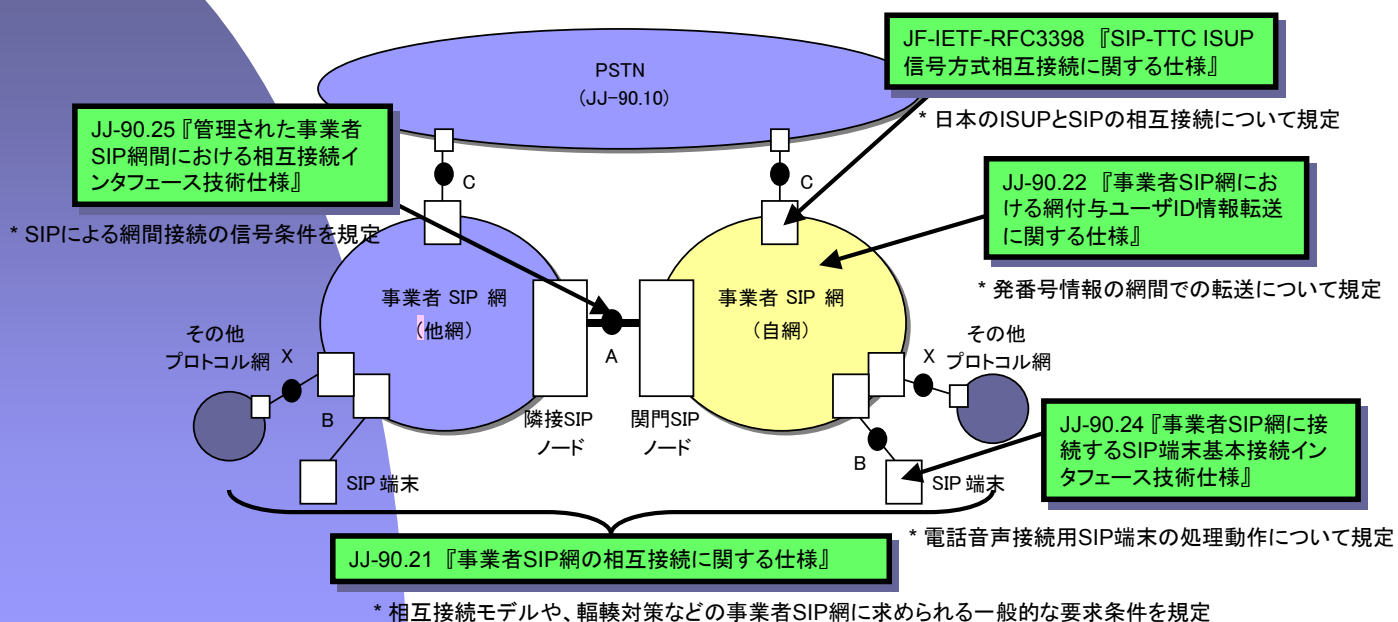 JF-IETF-RFC3398 『SIP-TTC ISUP
信号方式相互接続に関する仕様』
* 日本のISUPとSIPの相互接続について規定
PSTN
(JJ-90.10)
JJ-90.25『管理された事業者
SIP網間における相互接続イ
ンタフェース技術仕様』
* SIPによる網間接続の信号条件を規定
C
C
JJ-90.22 『事業者SIP網にお
ける網付与ユーザID情報転送
に関する仕様』
* 発番号情報の網間での転送について規定
事業者 SIP 網
(他網)
事業者 SIP 網
(自網)
A
その他
プロトコル網
X
B
隣接SIP
ノード
関門SIP
ノード
X
その他
プロトコル網
B
SIP 端末
SIP 端末
JJ-90.24『事業者SIP網に接
続するSIP端末基本接続イン
タフェース技術仕様』
* 電話音声接続用SIP端末の処理動作について規定
JJ-90.21 『事業者SIP網の相互接続に関する仕様』
* 相互接続モデルや、輻輳対策などの事業者SIP網に求められる一般的な要求条件を規定